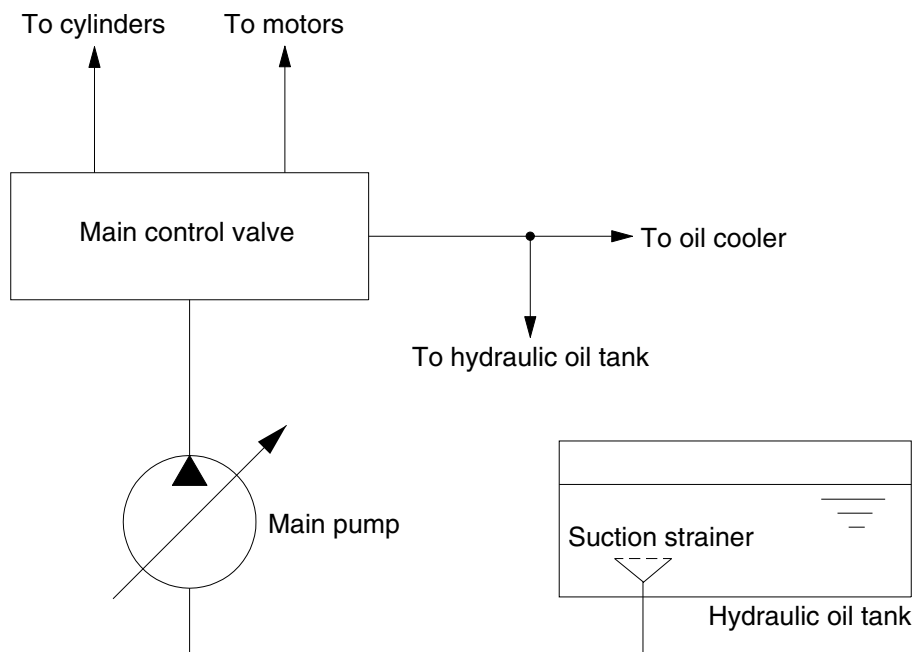 To cylinders
To motors
Main control valve
To oil cooler
To hydraulic oil tank
Main pump
Suction strainer
Hydraulic oil tank